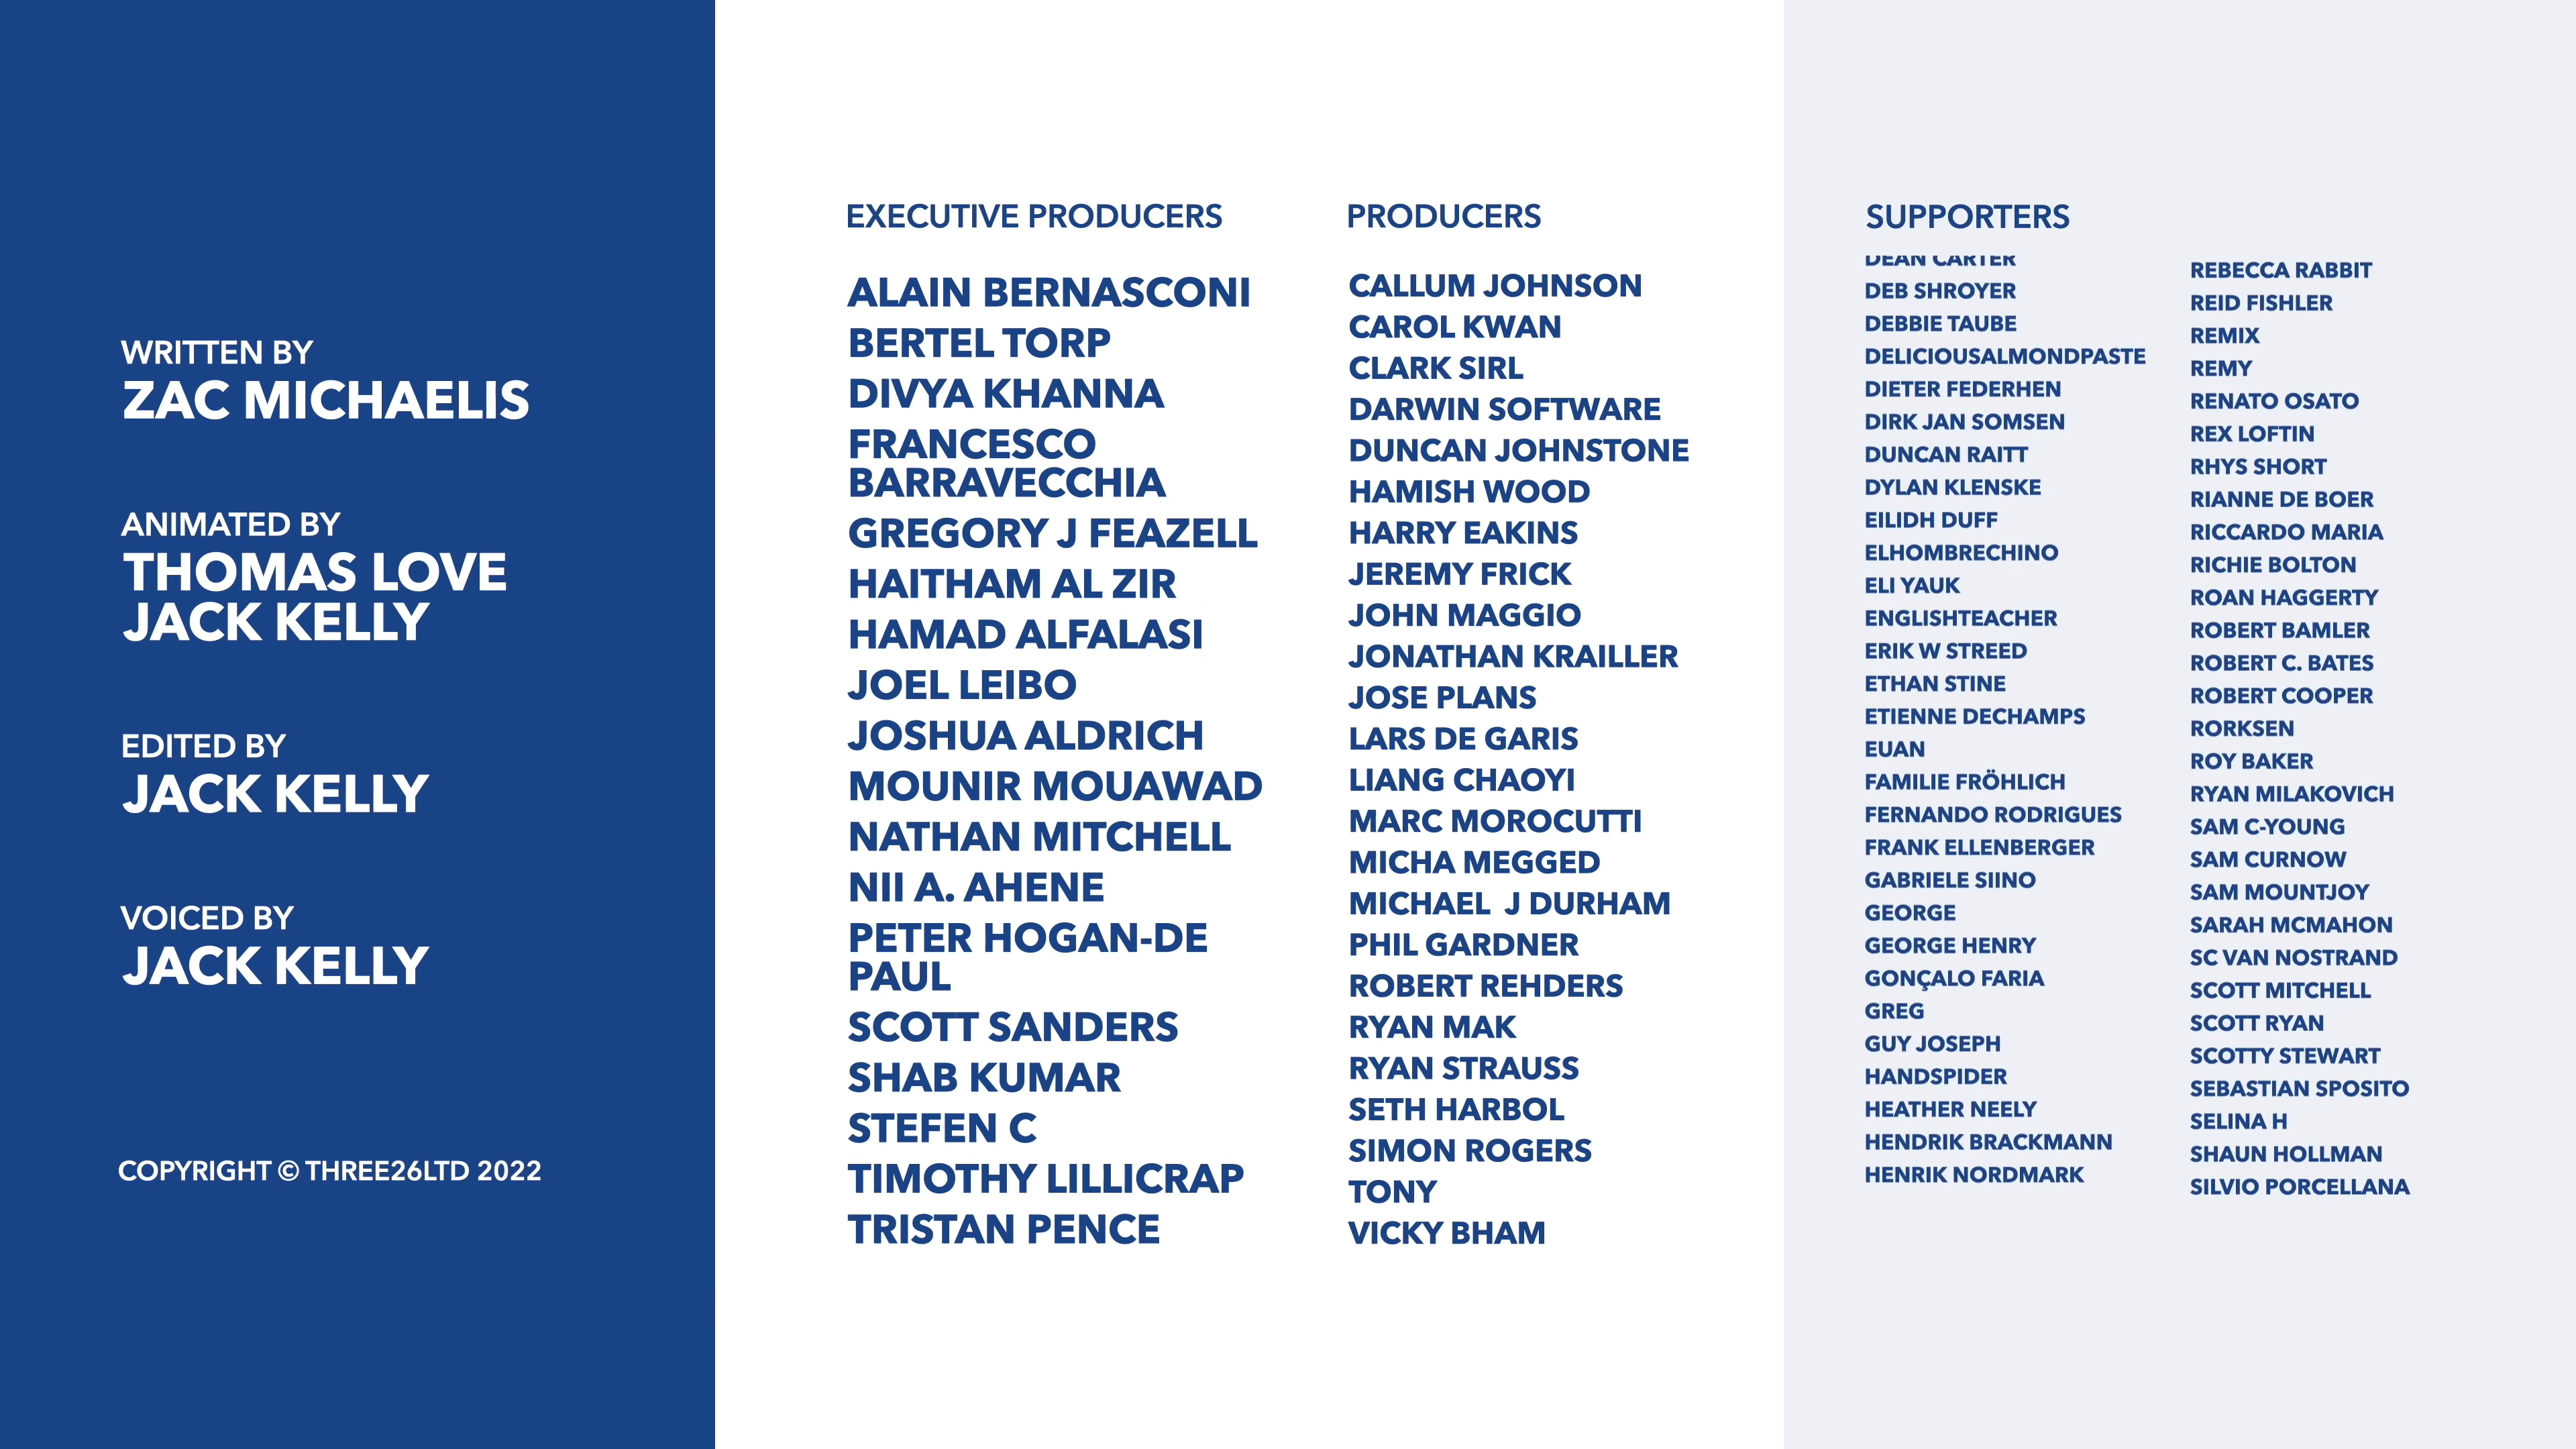 WRITTEN BY
ZAC MICHAELIS
ANIMATED BY
THOMAS LOVE
JACK KELLY
EDITED BY
JACK KELLY
VOICED BY
JACK KELLY
COPYRIGHT © THREE26LTD 2022
EXECUTIVE PRODUCERS
ALAIN BERNASCONI
BERTEL TORP
DIVYA KHANNA
FRANCESCO
BARRAVECCHIA
GREGORY J FEAZELL
HAITHAM AL ZIR
HAMAD ALFALASI
JOEL LEIBO
JOSHUA ALDRICH
MOUNIR MOUAWAD
NATHAN MITCHELL
NII A. AHENE
PETER HOGAN-DE
PAUL
SCOTT SANDERS
SHAB KUMAR
STEFEN C
TIMOTHY LILLICRAP
TRISTAN PENCE
PRODUCERS
CALLUM JOHNSON
CAROL KWAN
CLARK SIRL
DARWIN SOFTWARE
DUNCAN JOHNSTONE
HAMISH WOOD
HARRY EAKINS
JEREMY FRICK
JOHN MAGGIO
JONATHAN KRAILLER
JOSE PLANS
LARS DE GARIS
LIANG CHAOYI
MARC MOROCUTTI
MICHA MEGGED
MICHAEL  J DURHAM
PHIL GARDNER
ROBERT REHDERS
RYAN MAK
RYAN STRAUSS
SETH HARBOL
SIMON ROGERS
TONY
VICKY BHAM
SUPPORTERS
DEAN CARTER
DEB SHROYER
DEBBIE TAUBE
DELICIOUSALMONDPASTE
DIETER FEDERHEN
DIRK JAN SOMSEN
DUNCAN RAITT
DYLAN KLENSKE
EILIDH DUFF
ELHOMBRECHINO
ELI YAUK
ENGLISHTEACHER
ERIK W STREED
ETHAN STINE
ETIENNE DECHAMPS
EUAN
FAMILIE FRÖHLICH
FERNANDO RODRIGUES
FRANK ELLENBERGER
GABRIELE SIINO
GEORGE
GEORGE HENRY
GONÇALO FARIA
GREG
GUY JOSEPH
HANDSPIDER
HEATHER NEELY
HENDRIK BRACKMANN
HENRIK NORDMARK
REBECCA RABBIT
REID FISHLER
REMIX
REMY
RENATO OSATO
REX LOFTIN
RHYS SHORT
RIANNE DE BOER
RICCARDO MARIA
RICHIE BOLTON
ROAN HAGGERTY
ROBERT BAMLER
ROBERT C. BATES
ROBERT COOPER
RORKSEN
ROY BAKER
RYAN MILAKOVICH
SAM C-YOUNG
SAM CURNOW
SAM MOUNTJOY
SARAH MCMAHON
SC VAN NOSTRAND
SCOTT MITCHELL
SCOTT RYAN
SCOTTY STEWART
SEBASTIAN SPOSITO
SELINA H
SHAUN HOLLMAN
SILVIO PORCELLANA